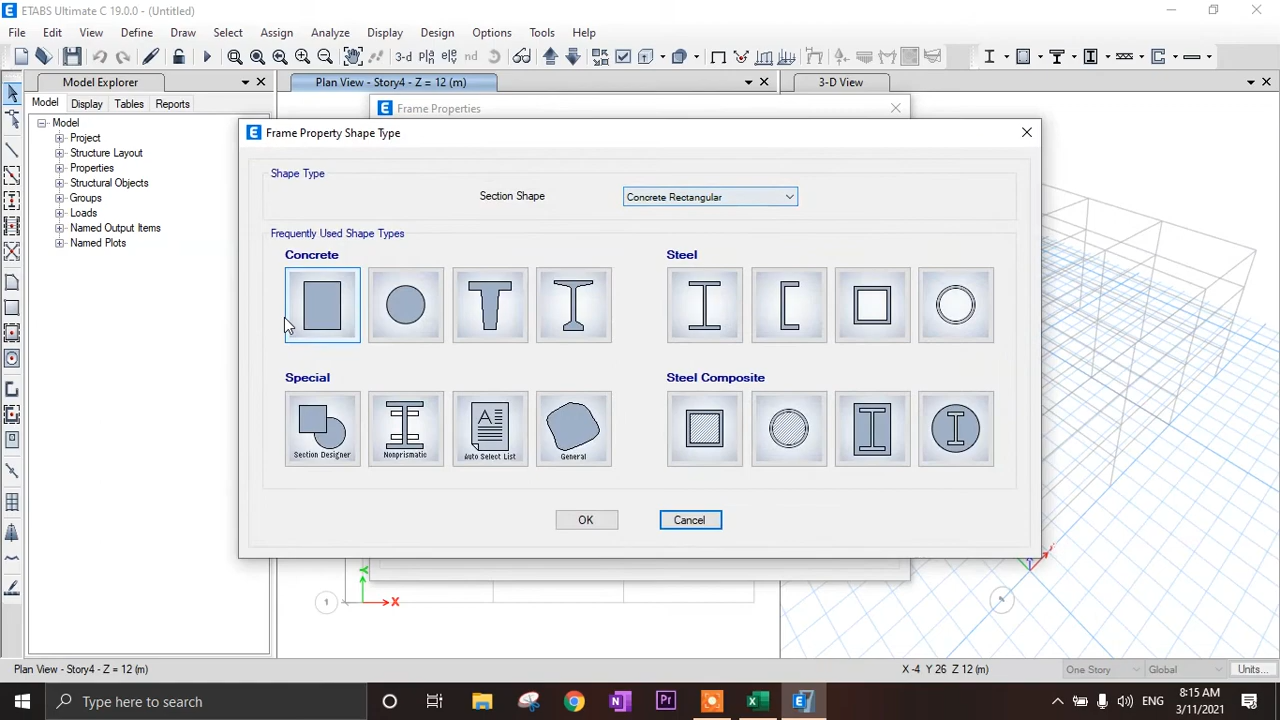 ETABS Ultimate C 19.0.0 - (Untitled)
File Edit View Define Draw Select Assign Analyze Display Design Options Tools Help
3-d pla ele nd
Model Explorer
Plan View - Story4 - Z = 12 (m)
3-D View
Model Display Tables Reports
Model
Project
Structure Layout
Properties
Structural Objects
Groups
Loads
Named Output Items
Named Plots
Frame Properties
Frame Property Shape Type
Shape Type
Section Shape
Concrete Rectangular
Frequently Used Shape Types
Concrete
Steel
Special
Steel Composite
Section Designer
Nonprismatic
A
Auto Select List
General
OK
Cancel
Y
X
1
Plan View - Story4 - Z = 12 (m)
X -4 Y 26 Z 12 (m)
One Story
Global
Units...
Type here to search
ENG
8:15 AM
3/11/2021